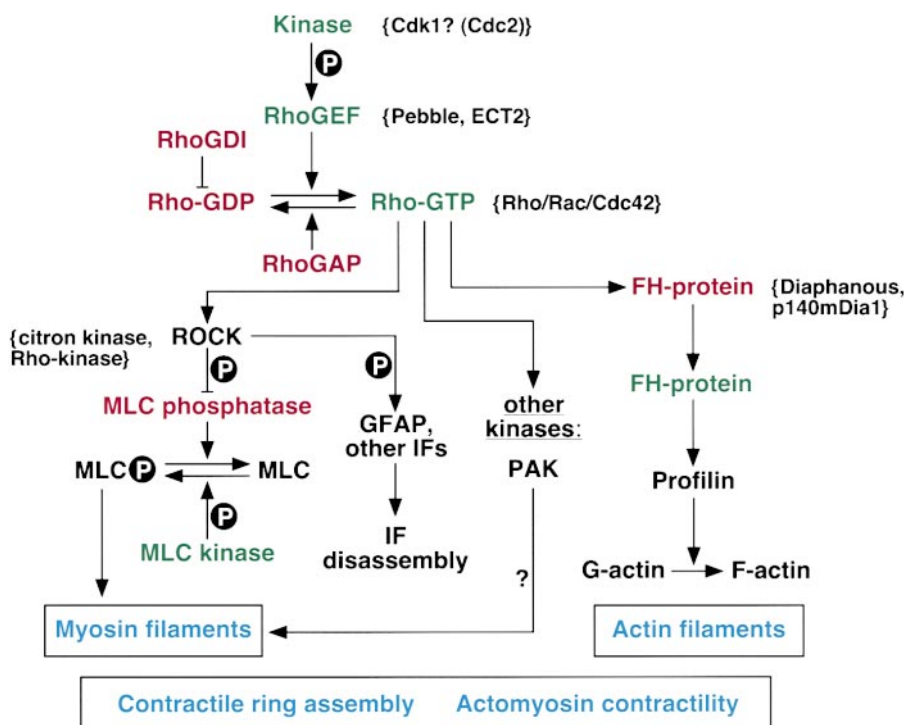 Kinase {Cdk1? (Cdc2)}
P
RhoGEF {Pebble, ECT2}
RhoGDI
Rho-GDP Rho-GTP {Rho/Rac/Cdc42}
RhoGAP
FH-protein {Diaphanous,
p140mDia1}
{citron kinase,
Rho-kinase}
ROCK
P
P
MLC phosphatase
FH-protein
GFAP,
other IFs
other
kinases:
PAK
MLC P MLC
Profilin
P
MLC kinase
IF
disassembly
?
G-actin F-actin
Myosin filaments
Actin filaments
Contractile ring assembly Actomyosin contractility